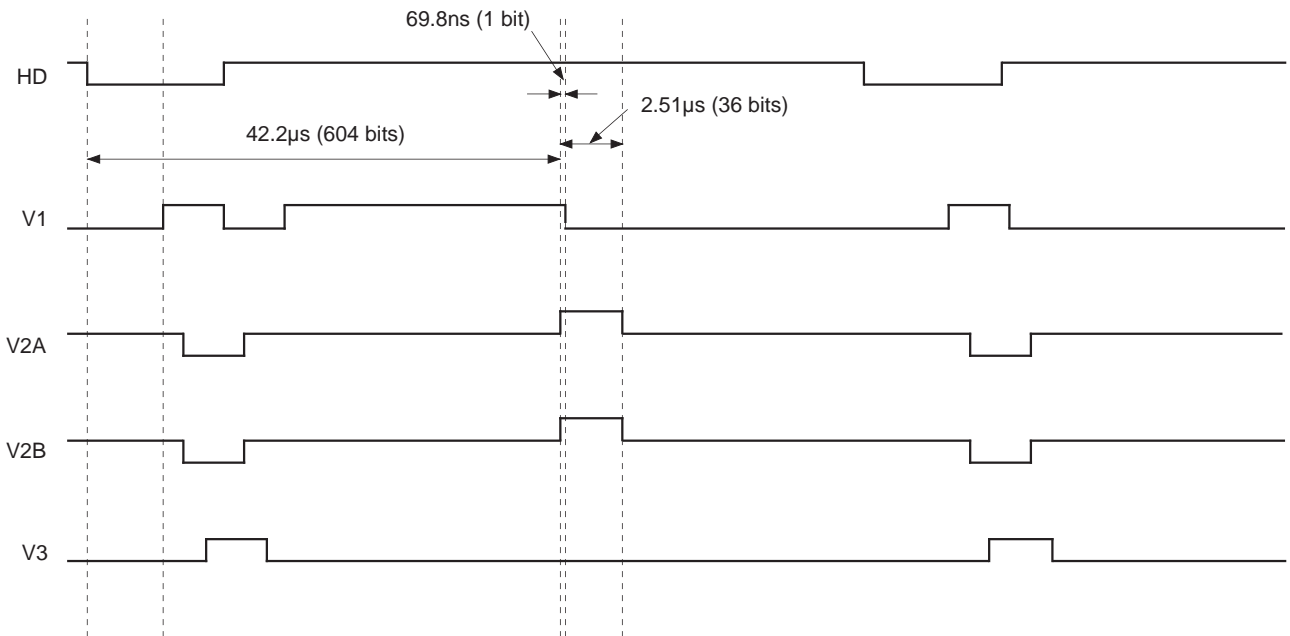 69.8ns (1 bit)
HD
2.51µs (36 bits)
42.2µs (604 bits)
V1
V2A
V2B
V3